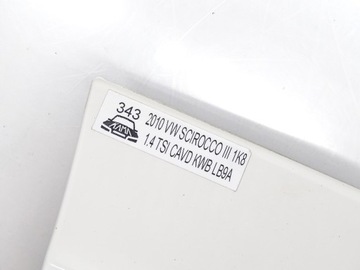 343
2010 VW SCIROCCO III 1K8
1.4 TSI CAVD KWB LB9A